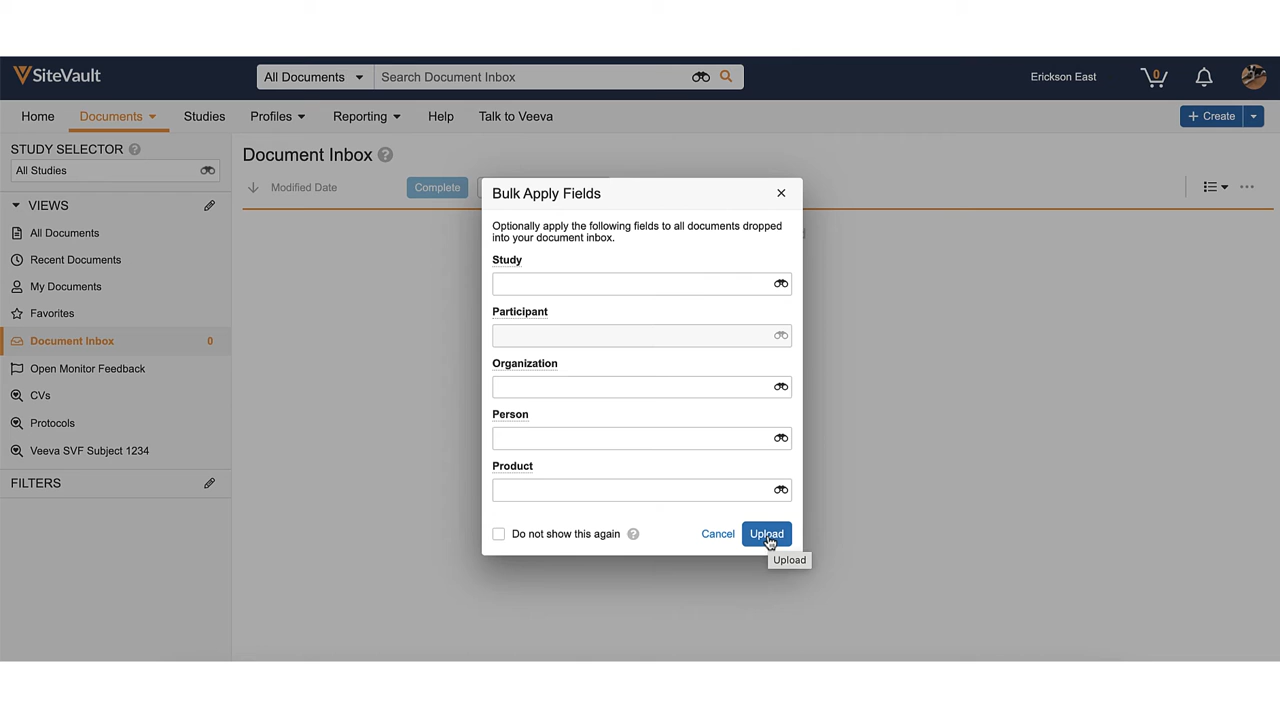 SiteVault
All Documents
Search Document Inbox
0
Erickson East
Home
Documents
Studies
Profiles
Reporting
Help
Talk to Veeva
+ Create
STUDY SELECTOR ?
All Studies
VIEWS
All Documents
Recent Documents
My Documents
Favorites
Document Inbox 0
Open Monitor Feedback
CVs
Protocols
Veeva SVF Subject 1234
FILTERS
Document Inbox ?
Modified Date
Complete
Bulk Apply Fields
Optionally apply the following fields to all documents dropped
into your document inbox.
Study
Participant
Organization
Person
Product
Do not show this again ?
Cancel
Upload
Upload